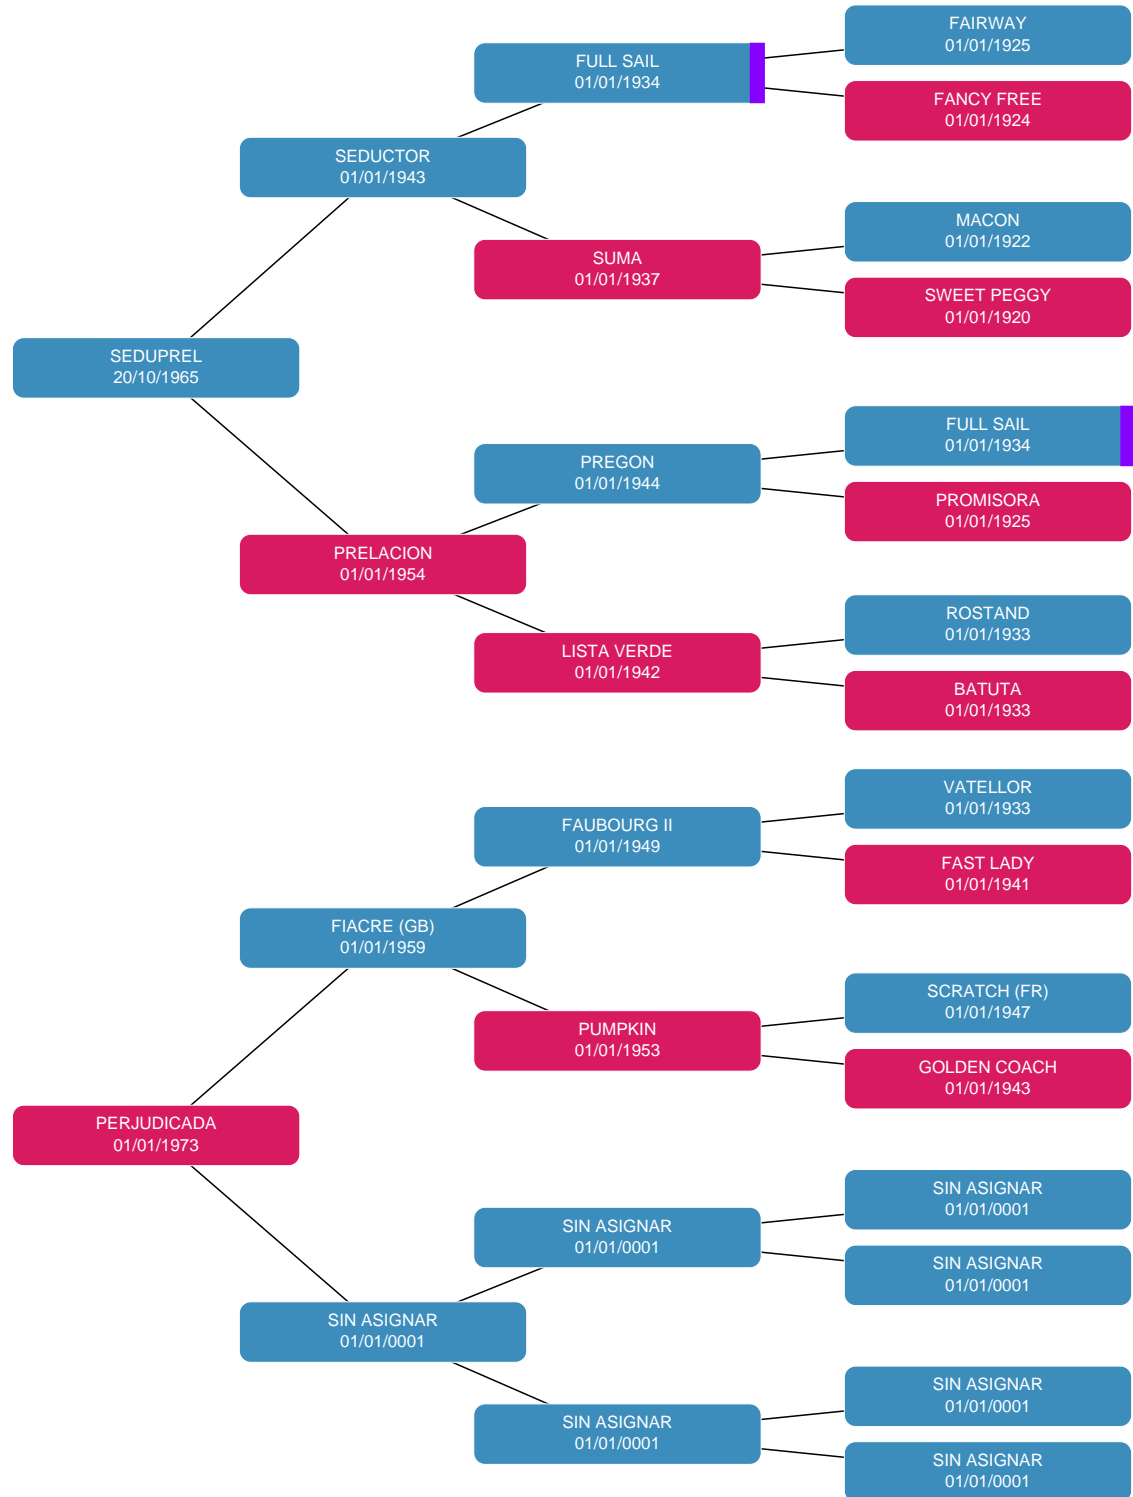 FAIRWAY
01/01/1925
FULL SAIL
01/01/1934
FANCY FREE
01/01/1924
SEDUCTOR
01/01/1943
MACON
01/01/1922
SUMA
01/01/1937
SWEET PEGGY
01/01/1920
SEDUPREL
20/10/1965
FULL SAIL
01/01/1934
PREGON
01/01/1944
PROMISORA
01/01/1925
PRELACION
01/01/1954
ROSTAND
01/01/1933
LISTA VERDE
01/01/1942
BATUTA
01/01/1933
VATELLOR
01/01/1933
FAUBOURG II
01/01/1949
FAST LADY
01/01/1941
FIACRE (GB)
01/01/1959
SCRATCH (FR)
01/01/1947
PUMPKIN
01/01/1953
GOLDEN COACH
01/01/1943
PERJUDICADA
01/01/1973
SIN ASIGNAR
01/01/0001
SIN ASIGNAR
01/01/0001
SIN ASIGNAR
01/01/0001
SIN ASIGNAR
01/01/0001
SIN ASIGNAR
01/01/0001
SIN ASIGNAR
01/01/0001
SIN ASIGNAR
01/01/0001